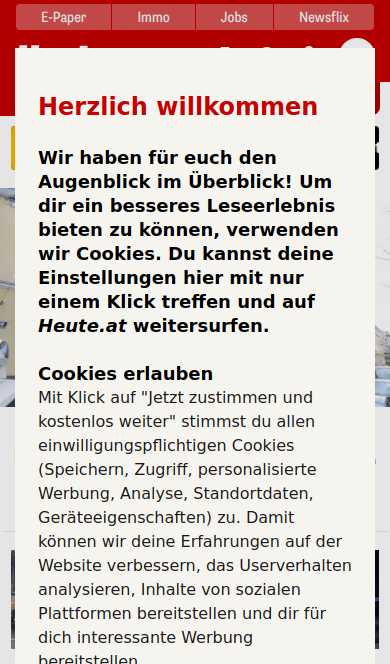 E-Paper
Immo
Jobs
Newsflix
Herzlich willkommen
Wir haben für euch den
Augenblick im Überblick! Um
dir ein besseres Leseerlebnis
bieten zu können, verwenden
wir Cookies. Du kannst deine
Einstellungen hier mit nur
einem Klick treffen und auf
Heute.at weitersurfen.
Cookies erlauben
Mit Klick auf "Jetzt zustimmen und
kostenlos weiter" stimmst du allen
einwilligungspflichtigen Cookies
(Speichern, Zugriff, personalisierte
Werbung, Analyse, Standortdaten,
Geräteeigenschaften) zu. Damit
können wir deine Erfahrungen auf der
Website verbessern, das Userverhalten
analysieren, Inhalte von sozialen
Plattformen bereitstellen und dir für
dich interessante Werbung
bereitstellen